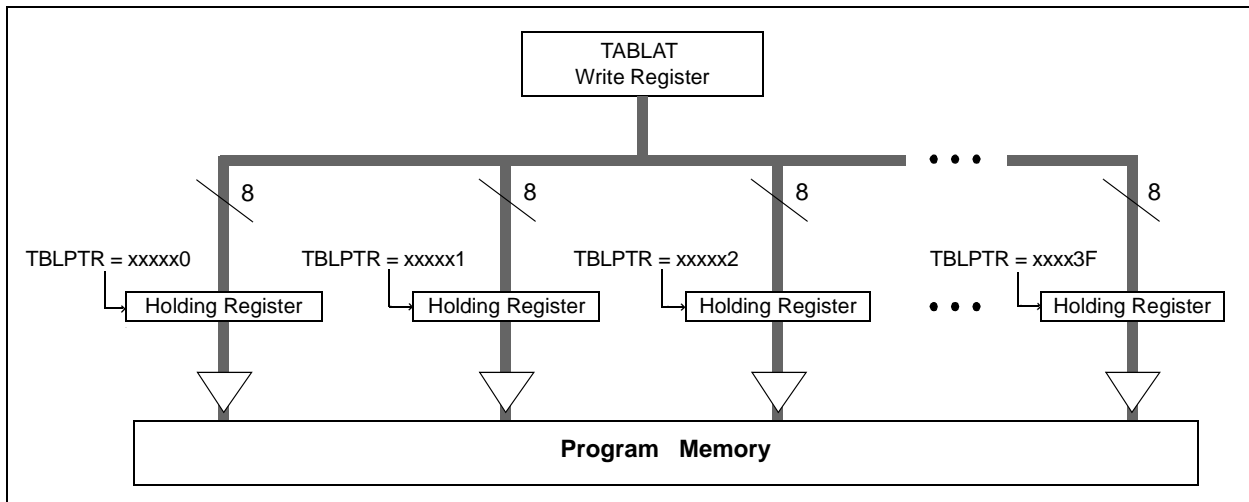 TABLAT
Write Register
8
8
8
8
TBLPTR = xxxxx0
TBLPTR = xxxxx1
TBLPTR = xxxxx2
TBLPTR = xxxx3F
Holding Register
Holding Register
Holding Register
Holding Register
Program Memory